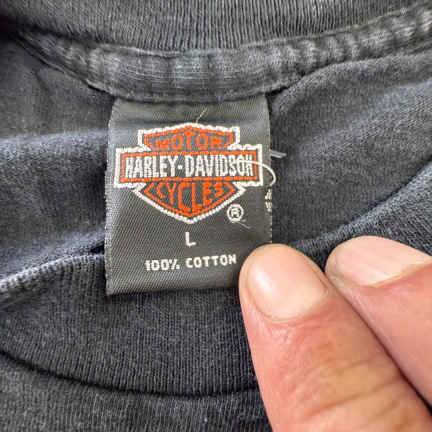 MOTOR
HARLEY-DAVIDSON
CYCLES
®
L
100% COTTON